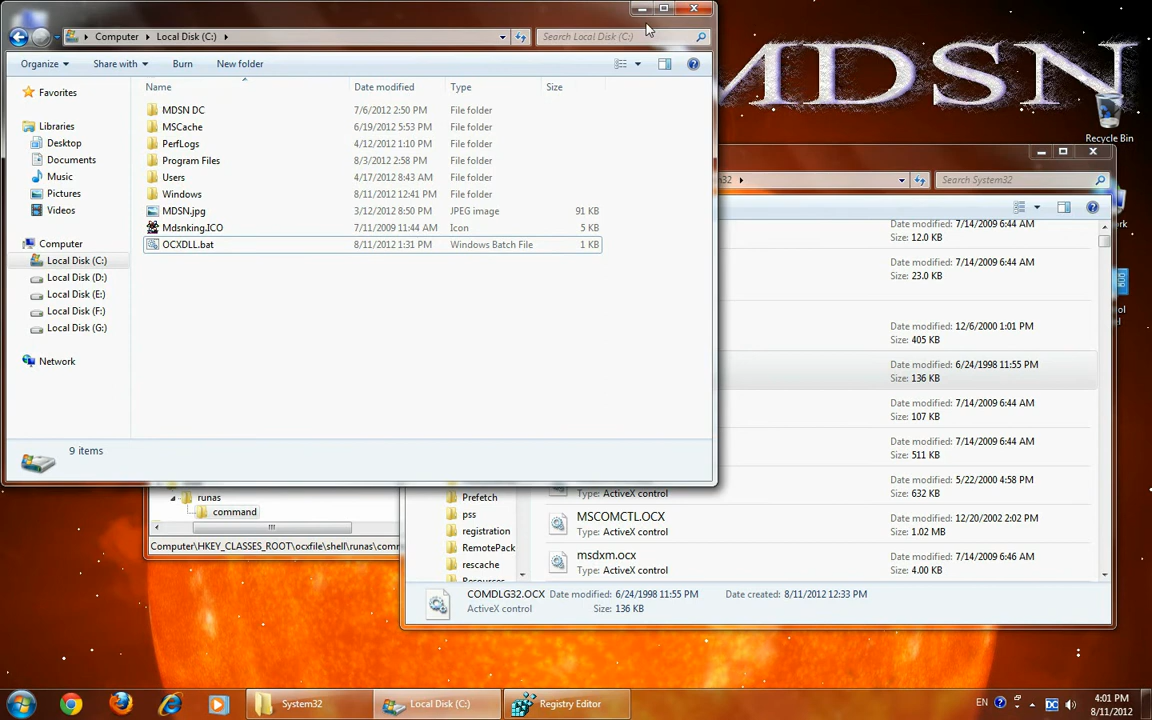 Computer ▸ Local Disk (C:) ▸
Search Local Disk (C:)
Organize Share with Burn New folder
Name Date modified Type Size
MDSN DC 7/6/2012 2:50 PM File folder
MSCache 6/19/2012 5:53 PM File folder
PerfLogs 4/12/2012 1:10 PM File folder
Program Files 8/3/2012 2:58 PM File folder
Users 4/17/2012 8:43 AM File folder
Windows 8/11/2012 12:41 PM File folder
MDSN.jpg 3/12/2012 8:50 PM JPEG image 91 KB
Mdsnking.ICO 7/11/2009 11:44 AM Icon 5 KB
OCXDLL.bat 8/11/2012 1:31 PM Windows Batch File 1 KB
Favorites
Libraries
Desktop
Documents
Music
Pictures
Videos
Computer
Local Disk (C:)
Local Disk (D:)
Local Disk (E:)
Local Disk (F:)
Local Disk (G:)
Network
9 items
MDSN
Recycle Bin
Search System32
Date modified: 7/14/2009 6:44 AM
Size: 12.0 KB
Date modified: 7/14/2009 6:44 AM
Size: 23.0 KB
Date modified: 12/6/2000 1:01 PM
Size: 405 KB
Date modified: 6/24/1998 11:55 PM
Size: 136 KB
Date modified: 7/14/2009 6:44 AM
Size: 107 KB
Date modified: 7/14/2009 6:44 AM
Size: 511 KB
Date modified: 5/22/2000 4:58 PM
Type: ActiveX control Size: 632 KB
MSCOMCTL.OCX Date modified: 12/20/2002 2:02 PM
Type: ActiveX control Size: 1.02 MB
msdxm.ocx Date modified: 7/14/2009 6:46 AM
Type: ActiveX control Size: 4.00 KB
Prefetch
pss
registration
RemotePack
rescache
Resources
COMDLG32.OCX Date modified: 6/24/1998 11:55 PM Date created: 8/11/2012 12:33 PM
ActiveX control Size: 136 KB
runas
command
Computer\HKEY_CLASSES_ROOT\ocxfile\shell\runas\comm
System32
Local Disk (C:)
Registry Editor
EN
DC
4:01 PM
8/11/2012